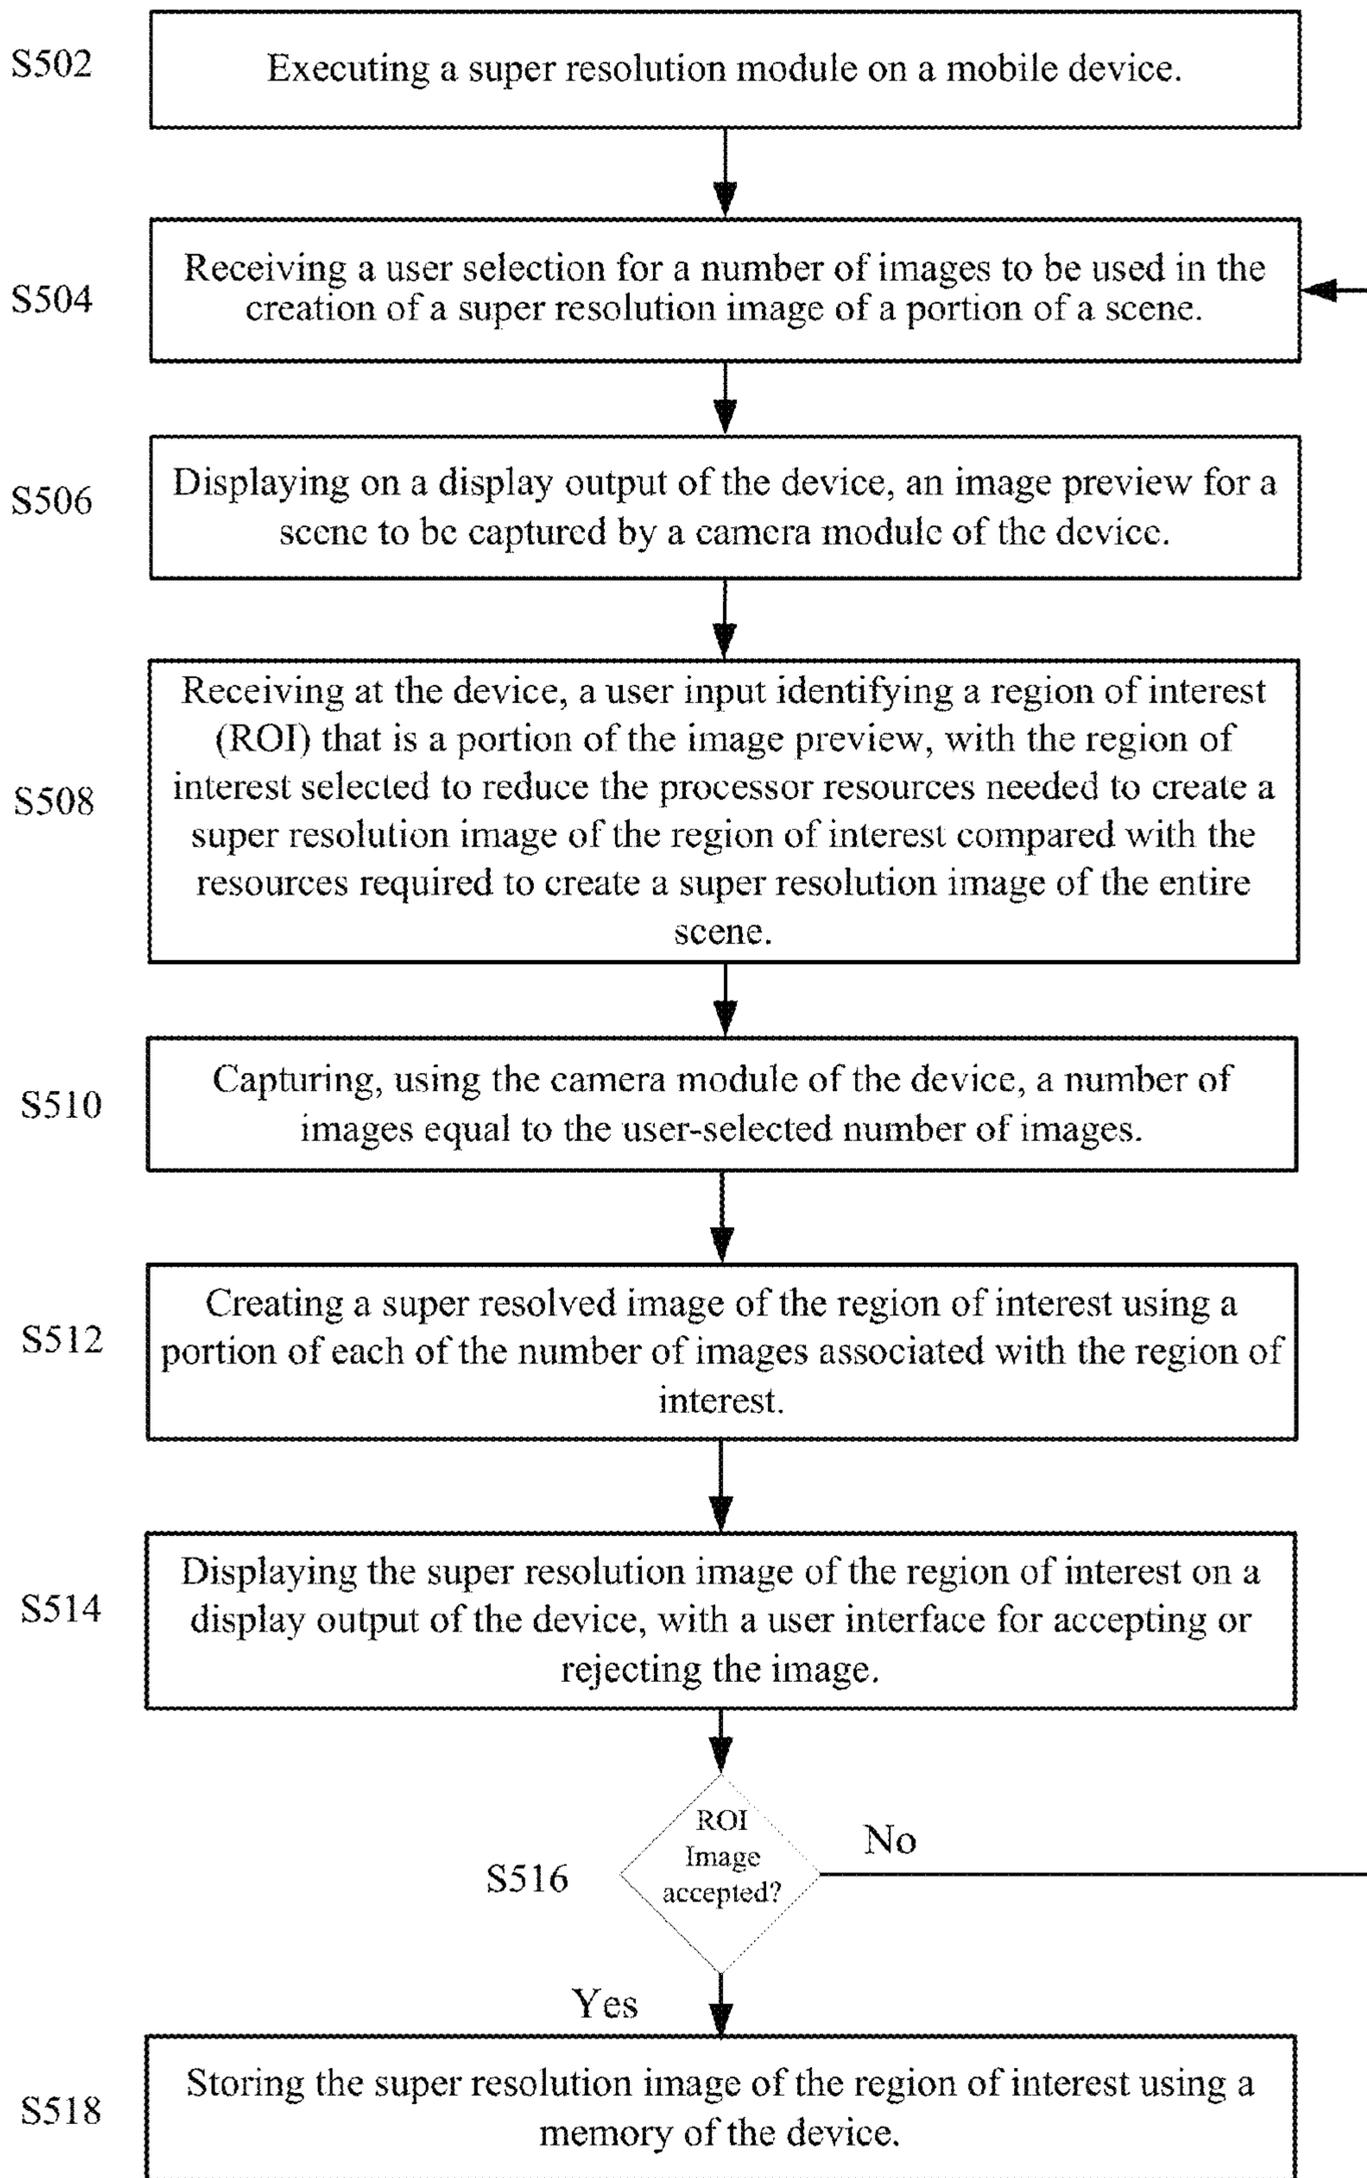 S502
Executing a super resolution module on a mobile device.
S504
Receiving a user selection for a number of images to be used in the
creation of a super resolution image of a portion of a scene.
S506
Displaying on a display output of the device, an image preview for a
scene to be captured by a camera module of the device.
S508
Receiving at the device, a user input identifying a region of interest
(ROI) that is a portion of the image preview, with the region of
interest selected to reduce the processor resources needed to create a
super resolution image of the region of interest compared with the
resources required to create a super resolution image of the entire
scene.
S510
Capturing, using the camera module of the device, a number of
images equal to the user-selected number of images.
S512
Creating a super resolved image of the region of interest using a
portion of each of the number of images associated with the region of
interest.
S514
Displaying the super resolution image of the region of interest on a
display output of the device, with a user interface for accepting or
rejecting the image.
S516
ROI
Image
accepted?
No
Yes
S518
Storing the super resolution image of the region of interest using a
memory of the device.